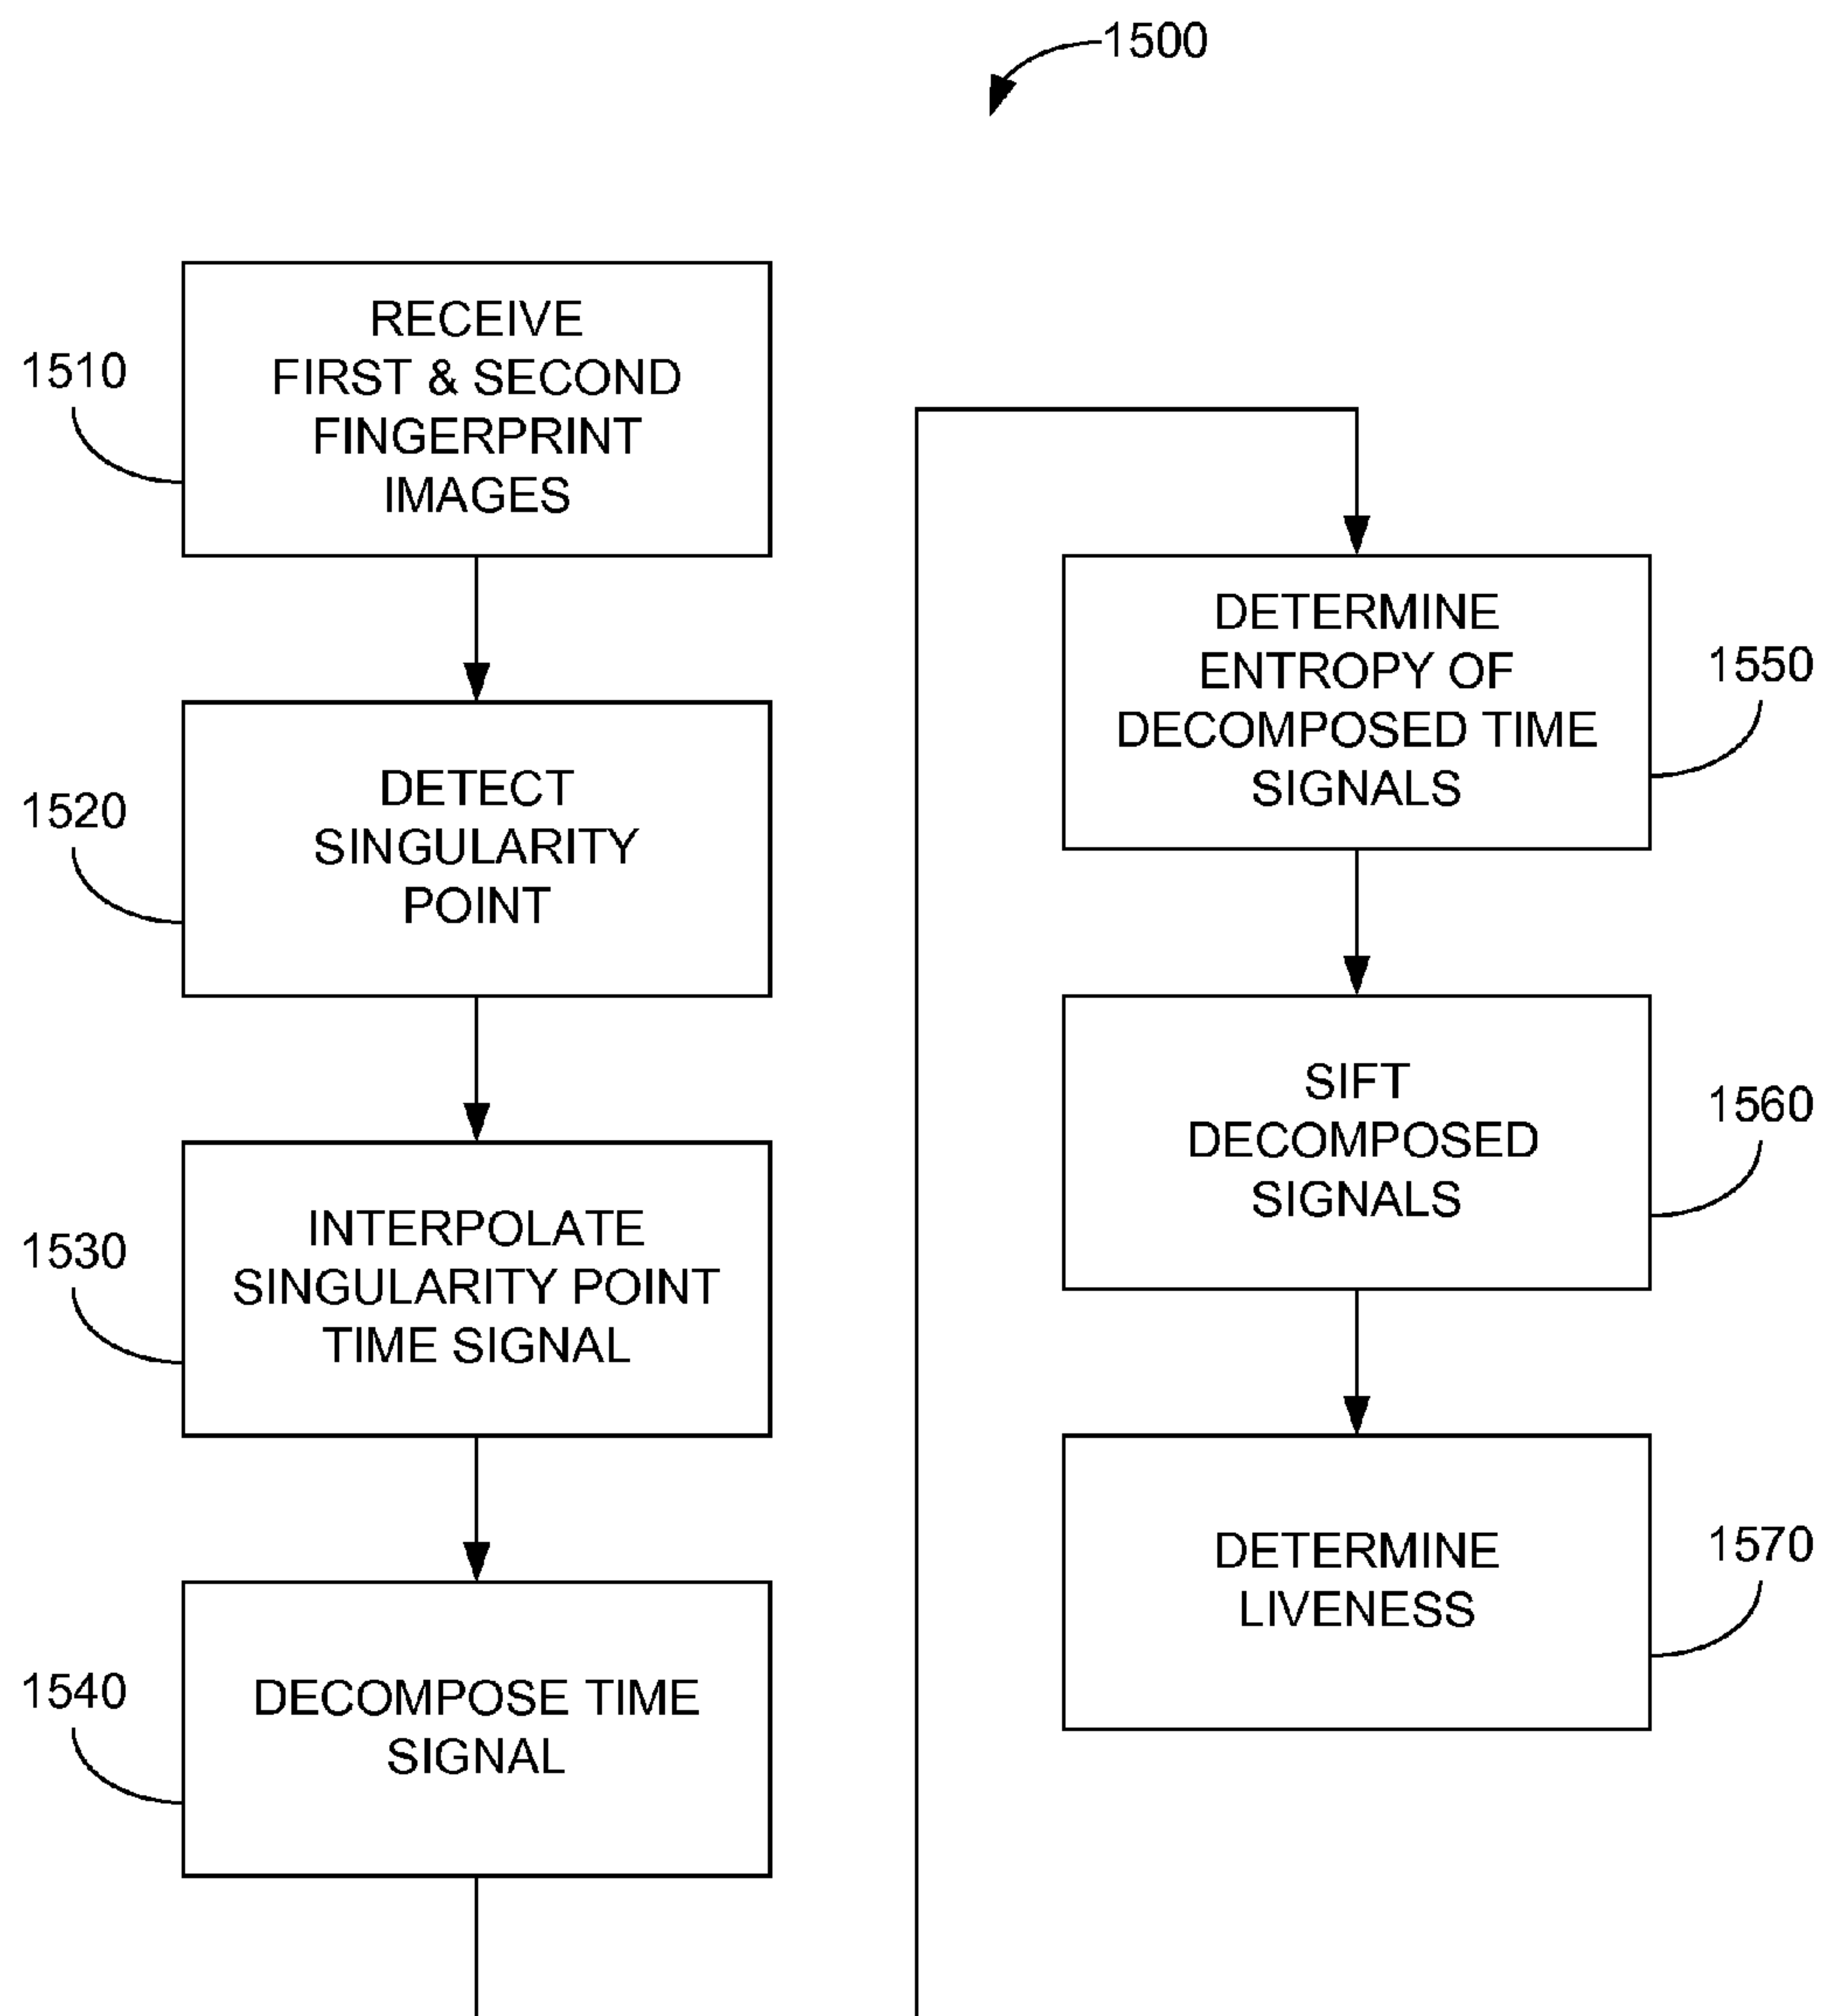 1500
1510
RECEIVE
FIRST & SECOND
FINGERPRINT
IMAGES
1520
DETECT
SINGULARITY
POINT
1530
INTERPOLATE
SINGULARITY POINT
TIME SIGNAL
1540
DECOMPOSE TIME
SIGNAL
DETERMINE
ENTROPY OF
DECOMPOSED TIME
SIGNALS
1550
SIFT
DECOMPOSED
SIGNALS
1560
DETERMINE
LIVENESS
1570